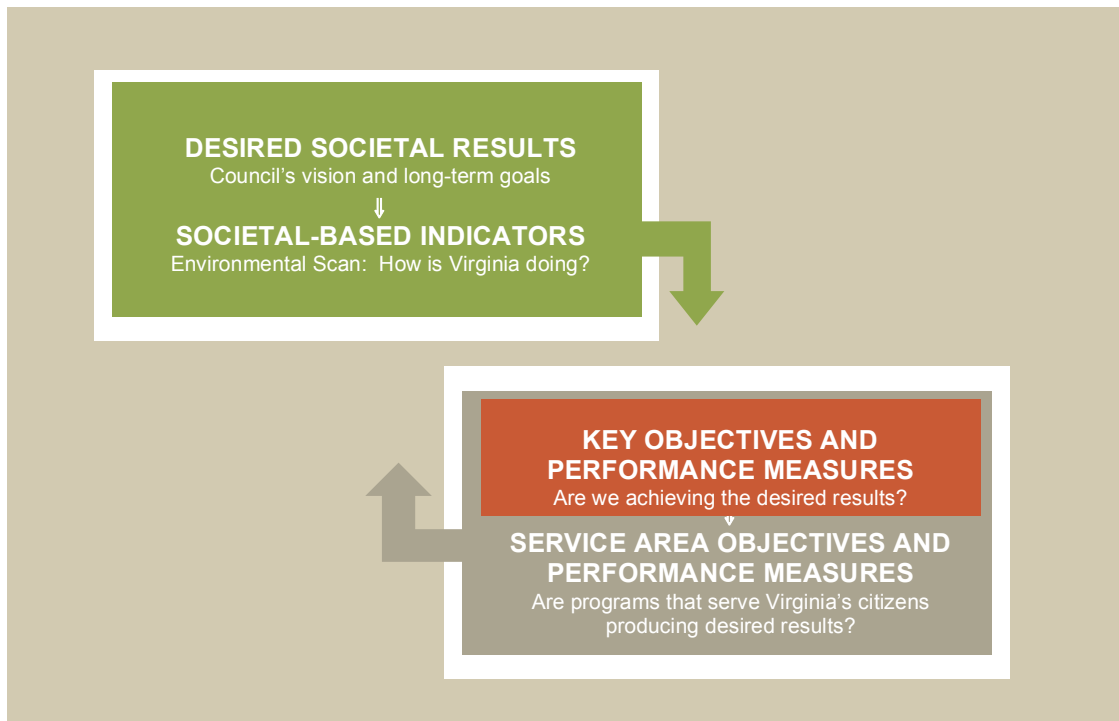 DESIRED SOCIETAL RESULTS
Council's vision and long-term goals
⇓
SOCIETAL-BASED INDICATORS
Environmental Scan:  How is Virginia doing?
KEY OBJECTIVES AND
PERFORMANCE MEASURES
Are we achieving the desired results?
SERVICE AREA OBJECTIVES AND
PERFORMANCE MEASURES
Are programs that serve Virginia's citizens
producing desired results?